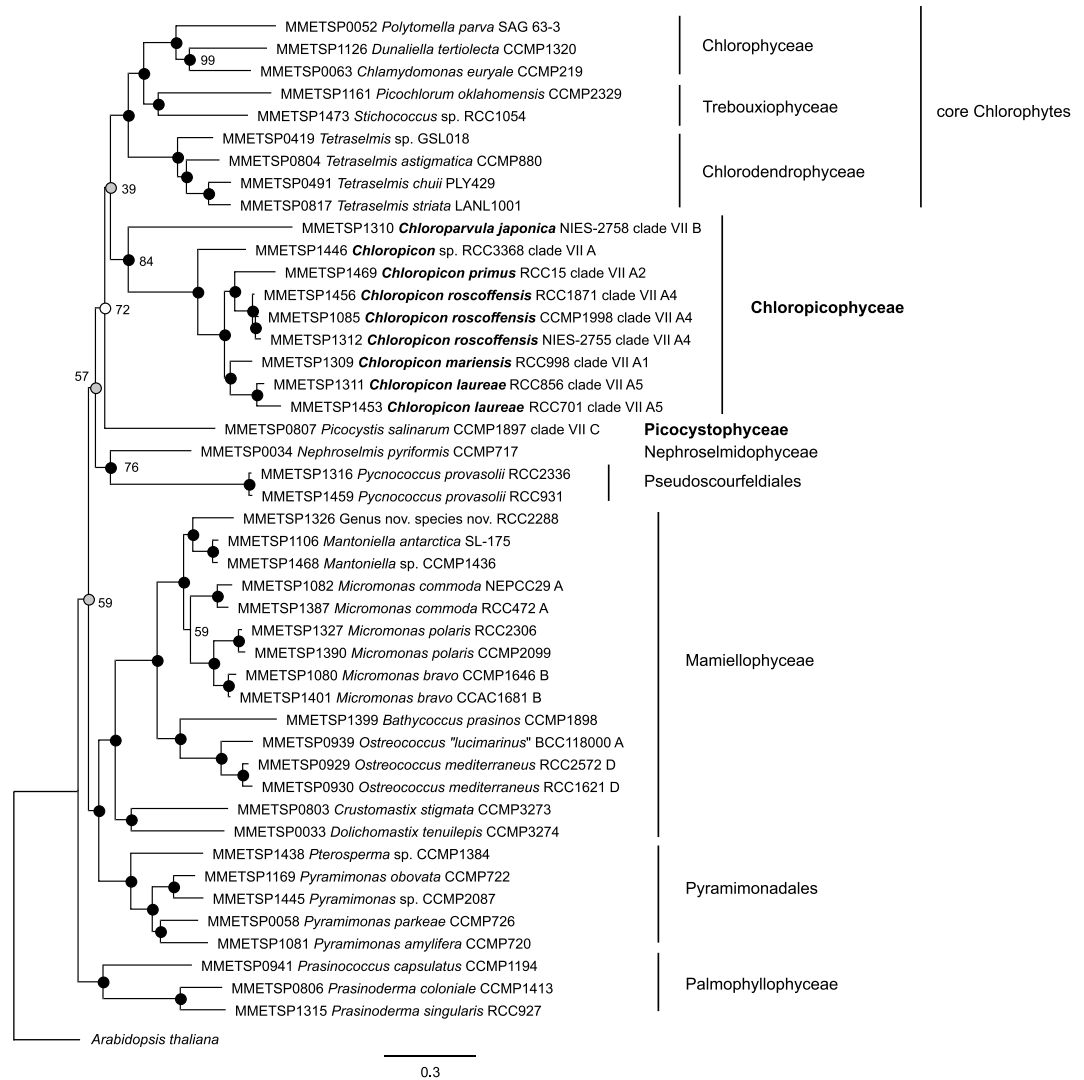 MMETSP0052 Polytomella parva SAG 63-3
MMETSP1126 Dunaliella tertiolecta CCMP1320
Chlorophyceae
99
MMETSP0063 Chlamydomonas euryale CCMP219
MMETSP1161 Picochlorum oklahomensis CCMP2329
Trebouxiophyceae
core Chlorophytes
MMETSP1473 Stichococcus sp. RCC1054
MMETSP0419 Tetraselmis sp. GSL018
MMETSP0804 Tetraselmis astigmatica CCMP880
Chlorodendrophyceae
MMETSP0491 Tetraselmis chuii PLY429
39
MMETSP0817 Tetraselmis striata LANL1001
MMETSP1310 Chloroparvula japonica NIES-2758 clade VII B
MMETSP1446 Chloropicon sp. RCC3368 clade VII A
84
MMETSP1469 Chloropicon primus RCC15 clade VII A2
MMETSP1456 Chloropicon roscoffensis RCC1871 clade VII A4
Chloropicophyceae
72
MMETSP1085 Chloropicon roscoffensis CCMP1998 clade VII A4
MMETSP1312 Chloropicon roscoffensis NIES-2755 clade VII A4
MMETSP1309 Chloropicon mariensis RCC998 clade VII A1
57
MMETSP1311 Chloropicon laureae RCC856 clade VII A5
MMETSP1453 Chloropicon laureae RCC701 clade VII A5
MMETSP0807 Picocystis salinarum CCMP1897 clade VII C
Picocystophyceae
MMETSP0034 Nephroselmis pyriformis CCMP717
Nephroselmidophyceae
76
MMETSP1316 Pycnococcus provasolii RCC2336
Pseudoscourfeldiales
MMETSP1459 Pycnococcus provasolii RCC931
MMETSP1326 Genus nov. species nov. RCC2288
MMETSP1106 Mantoniella antarctica SL-175
MMETSP1468 Mantoniella sp. CCMP1436
MMETSP1082 Micromonas commoda NEPCC29 A
59
MMETSP1387 Micromonas commoda RCC472 A
59
MMETSP1327 Micromonas polaris RCC2306
MMETSP1390 Micromonas polaris CCMP2099
Mamiellophyceae
MMETSP1080 Micromonas bravo CCMP1646 B
MMETSP1401 Micromonas bravo CCAC1681 B
MMETSP1399 Bathycoccus prasinos CCMP1898
MMETSP0939 Ostreococcus "lucimarinus" BCC118000 A
MMETSP0929 Ostreococcus mediterraneus RCC2572 D
MMETSP0930 Ostreococcus mediterraneus RCC1621 D
MMETSP0803 Crustomastix stigmata CCMP3273
MMETSP0033 Dolichomastix tenuilepis CCMP3274
MMETSP1438 Pterosperma sp. CCMP1384
MMETSP1169 Pyramimonas obovata CCMP722
Pyramimonadales
MMETSP1445 Pyramimonas sp. CCMP2087
MMETSP0058 Pyramimonas parkeae CCMP726
MMETSP1081 Pyramimonas amylifera CCMP720
MMETSP0941 Prasinococcus capsulatus CCMP1194
Palmophyllophyceae
MMETSP0806 Prasinoderma coloniale CCMP1413
MMETSP1315 Prasinoderma singularis RCC927
Arabidopsis thaliana
0.3